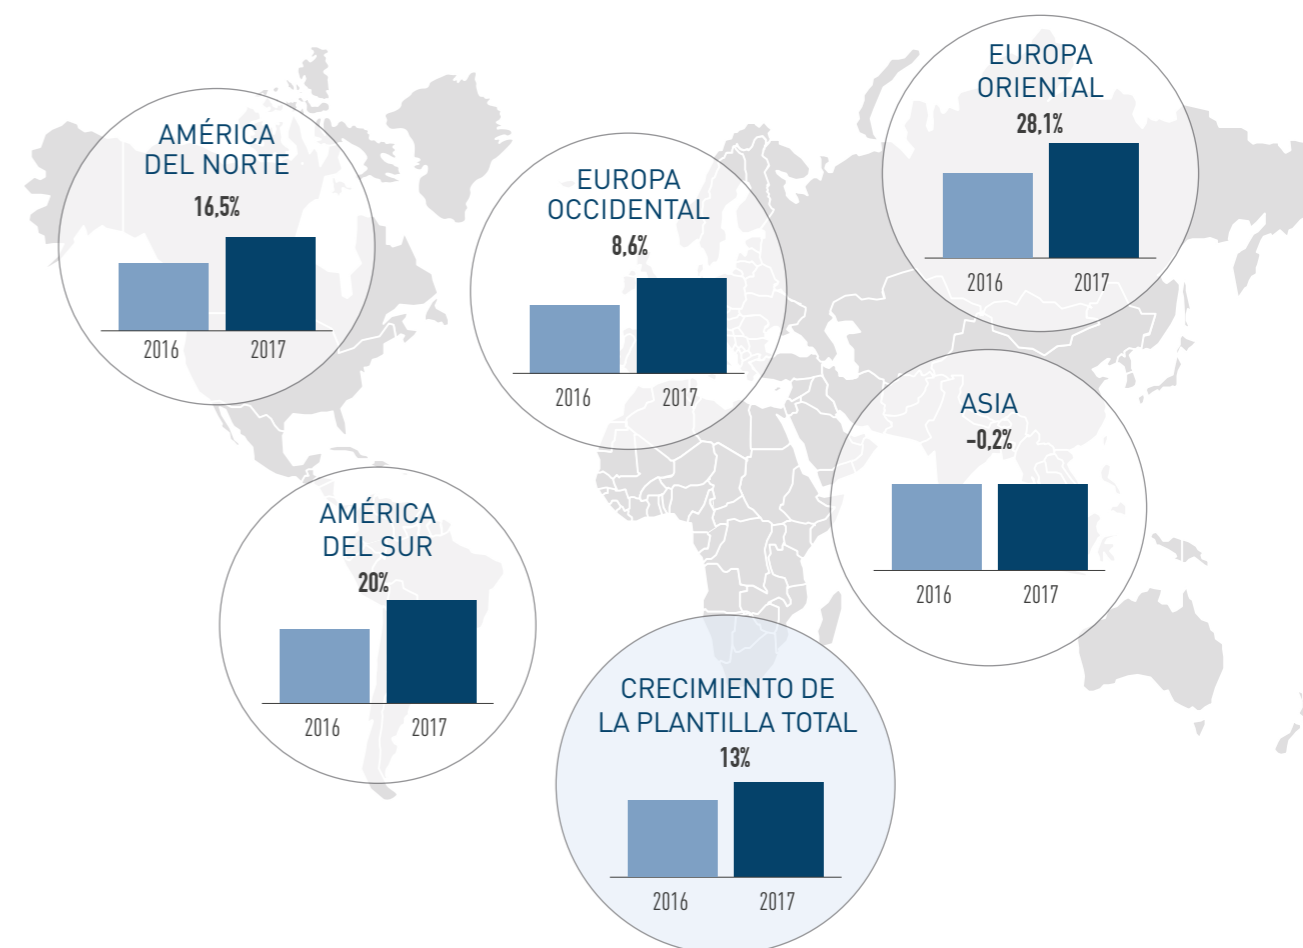 AMÉRICA
DEL NORTE
16,5%
2016 2017
EUROPA
OCCIDENTAL
8,6%
2016 2017
EUROPA
ORIENTAL
28,1%
2016 2017
AMÉRICA
DEL SUR
20%
2016 2017
ASIA
–0,2%
2016 2017
CRECIMIENTO DE
LA PLANTILLA TOTAL
13%
2016 2017